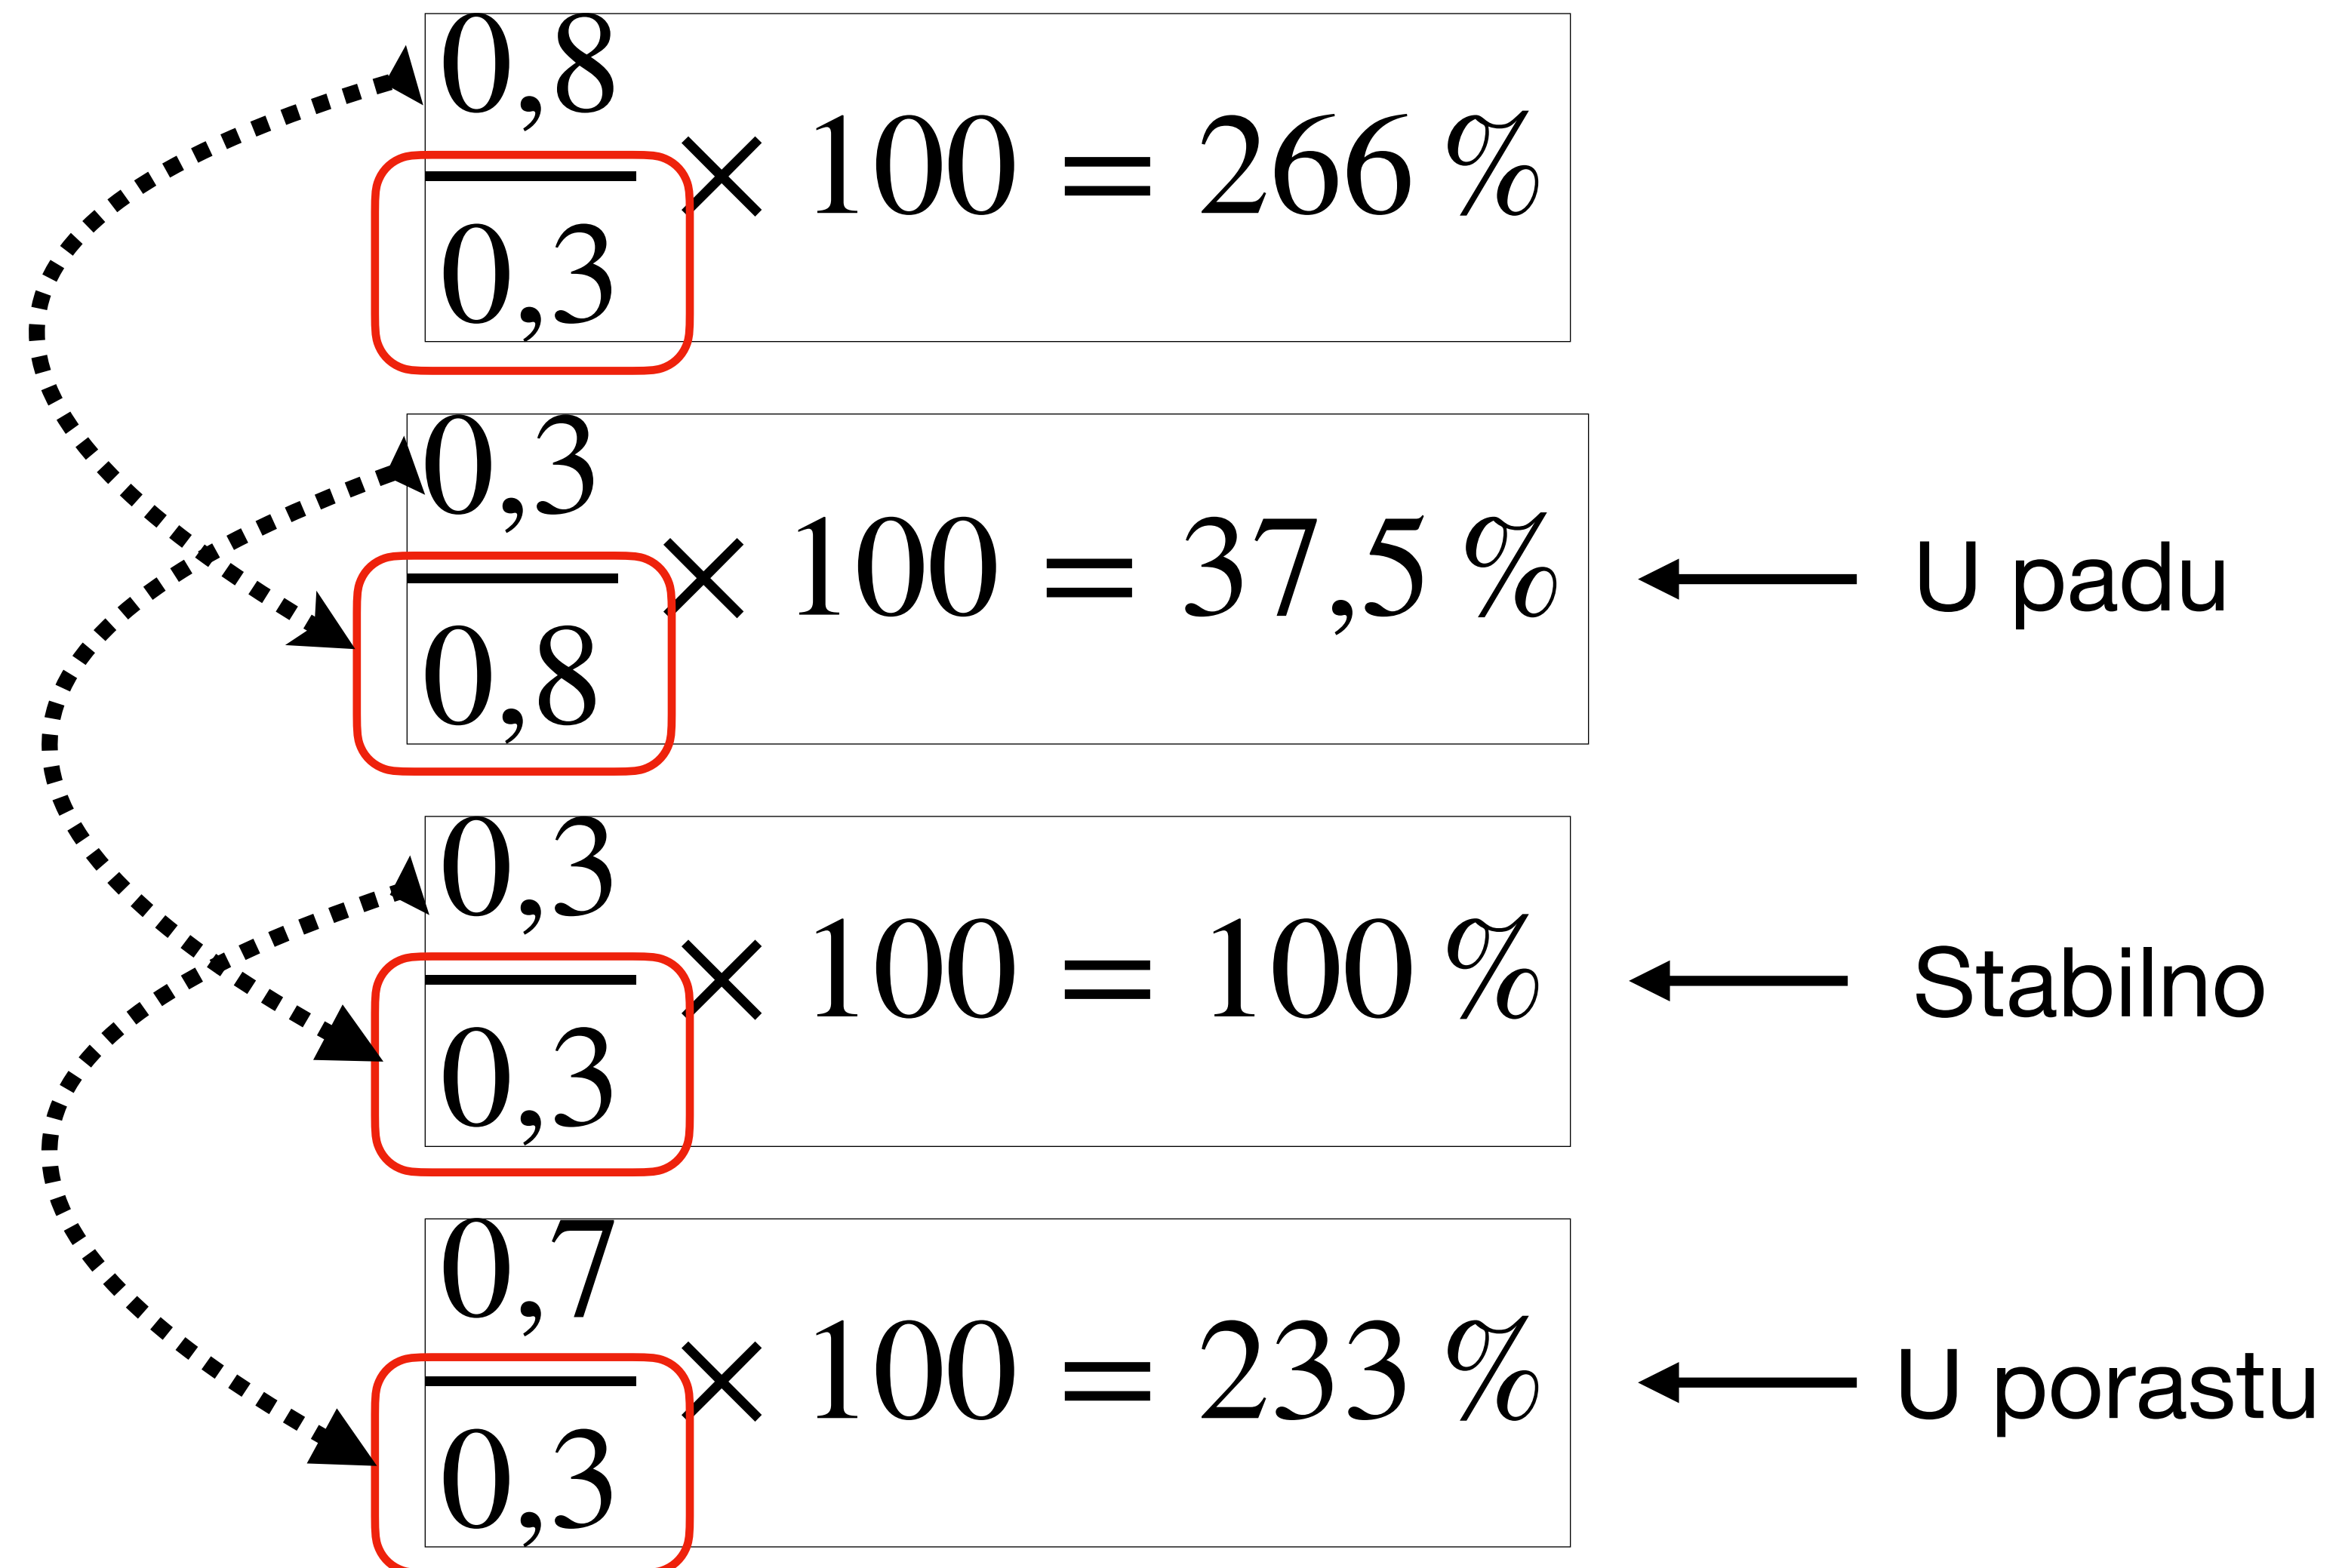 0,8
0,3 × 100 = 266 %
0,3
0,8 × 100 = 37,5 % U padu
0,3
0,3 × 100 = 100 % Stabilno
0,7
0,3 × 100 = 233 % U porastu